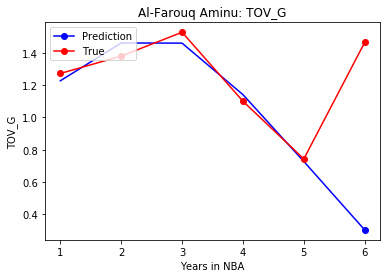 Al-Farouq Aminu: TOV_G
Prediction
True
1.4
1.2
1.0
0.8
0.6
0.4
TOV_G
1 2 3 4 5 6
Years in NBA